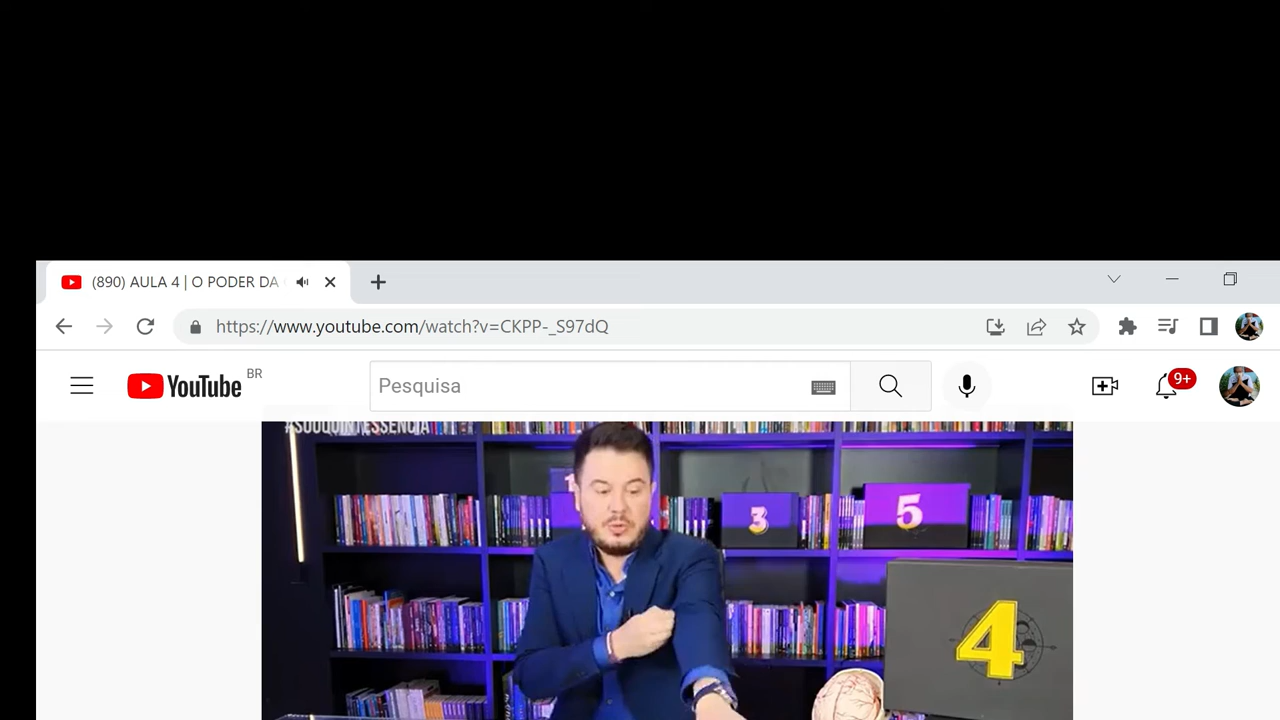 (890) AULA 4 | O PODER DA
https://www.youtube.com/watch?v=CKPP-_S97dQ
YouTube BR
Pesquisa
9+
#SOUQUINTESSÊNCIA
1
3
5
4